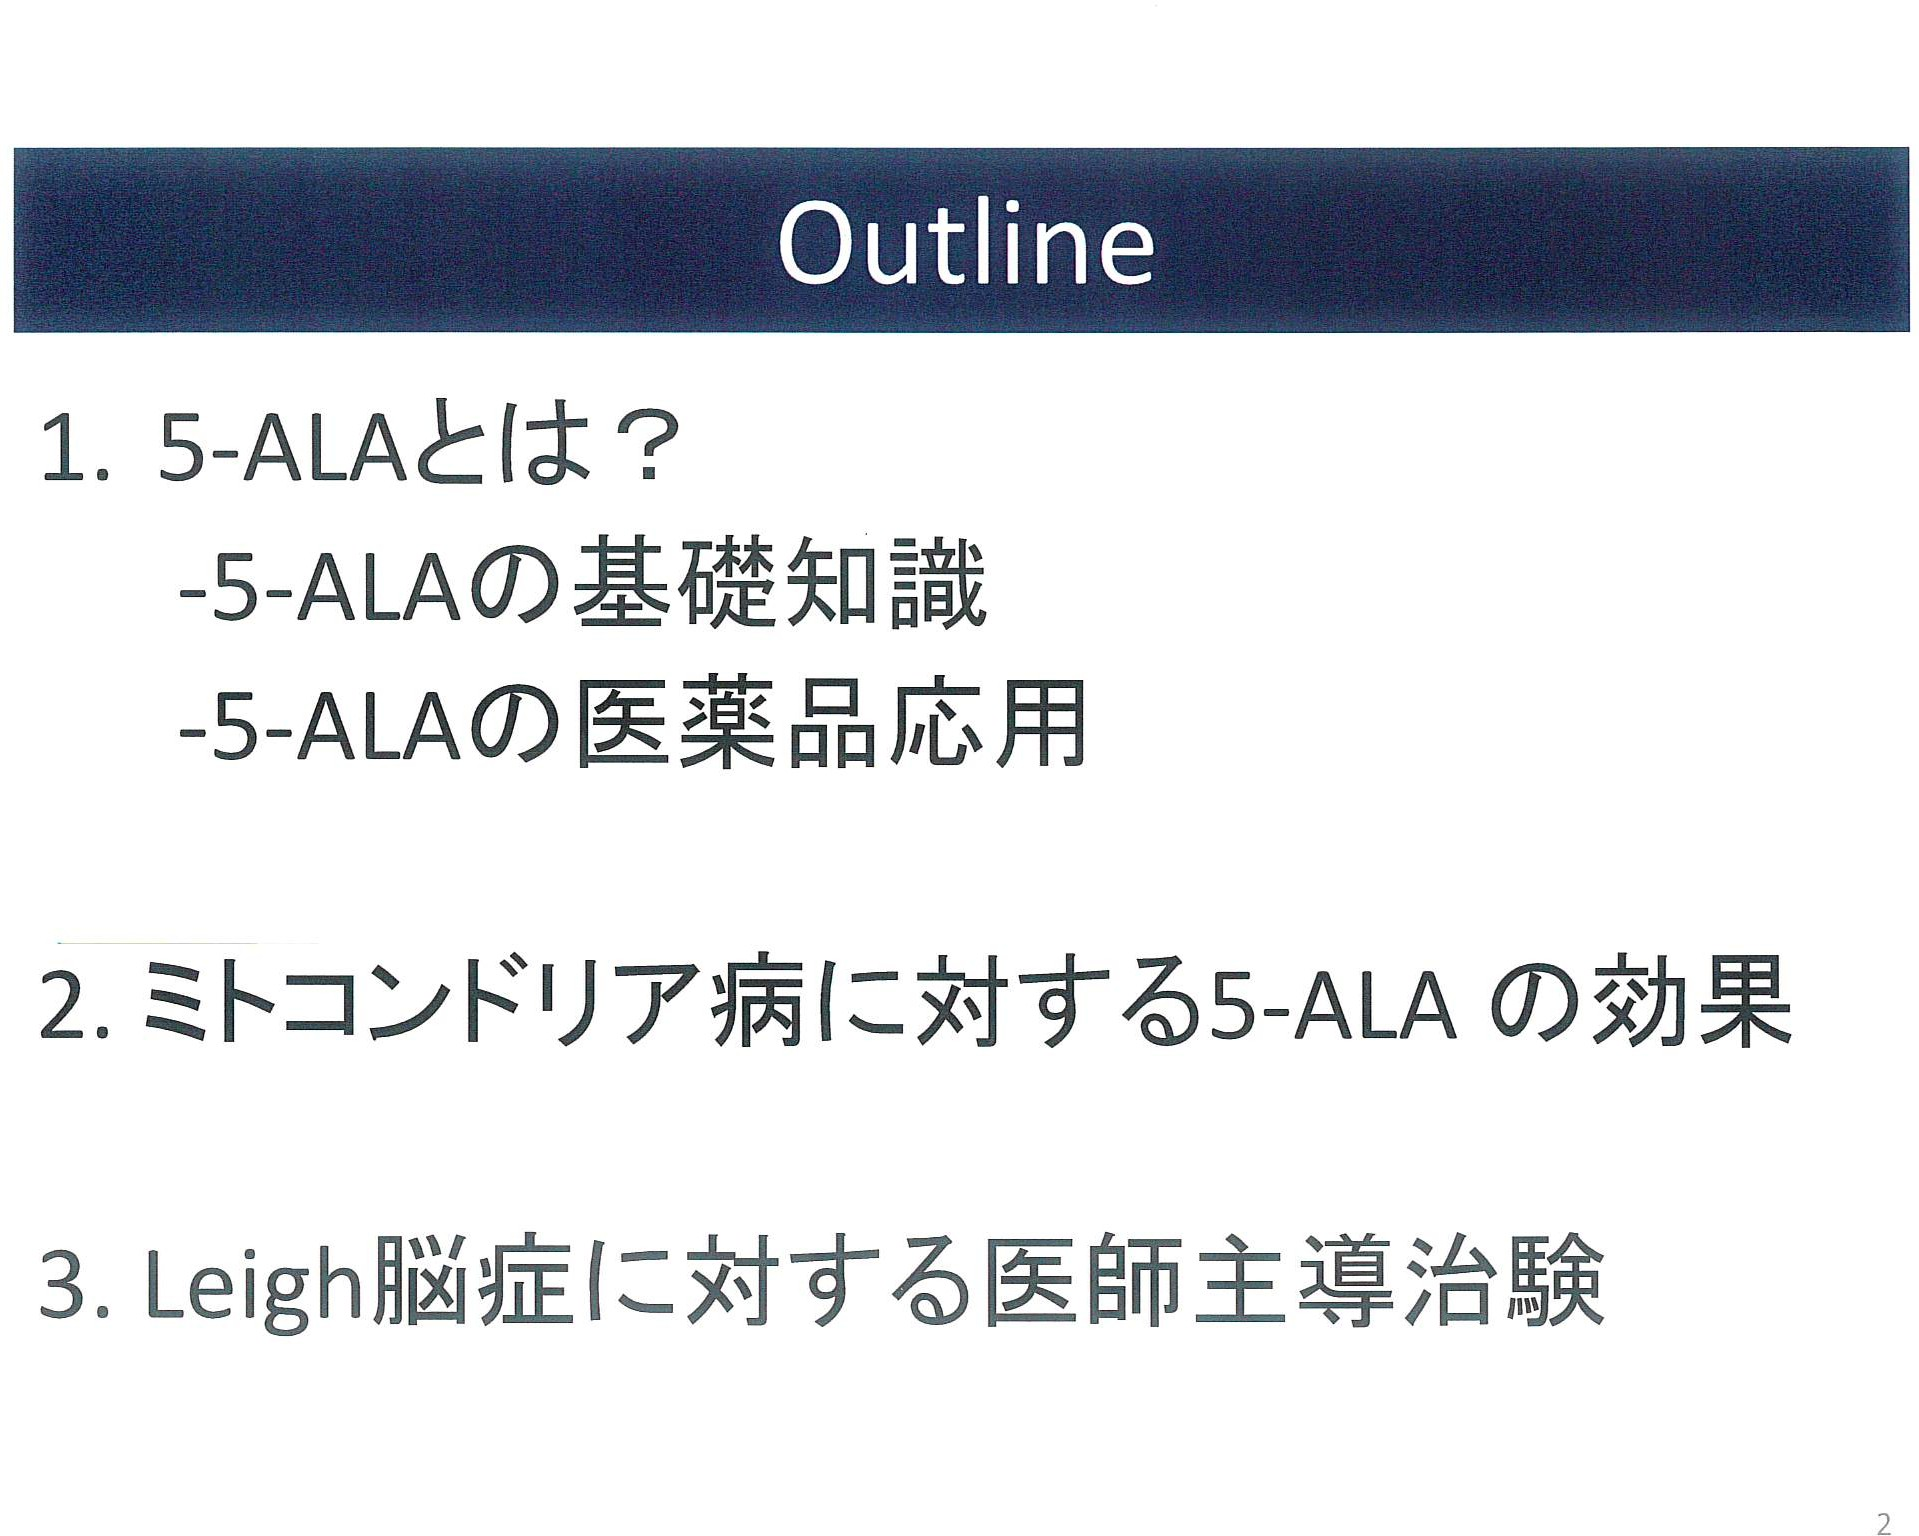 Outline
1. 5-ALAとは？
-5-ALAの基礎知識
-5-ALAの医薬品応用
2. ミトコンドリア病に対する5-ALA の効果
3. Leigh脳症に対する医師主導治験
2